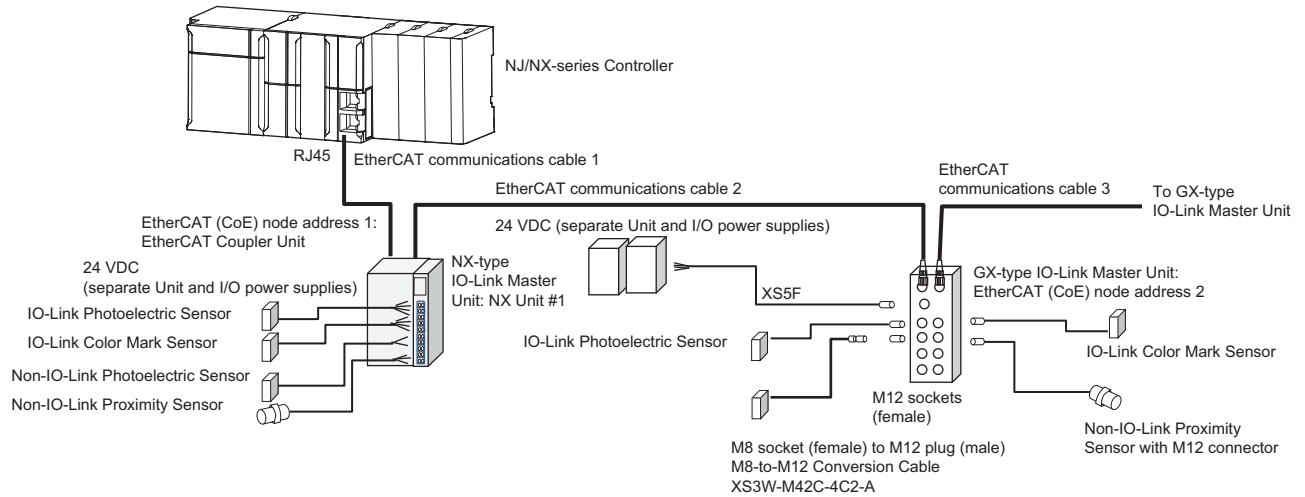 NJ/NX-series Controller
RJ45
EtherCAT communications cable 1
EtherCAT communications cable 2
EtherCAT
communications cable 3
To GX-type
IO-Link Master Unit
EtherCAT (CoE) node address 1:
EtherCAT Coupler Unit
24 VDC
(separate Unit and I/O power supplies)
IO-Link Photoelectric Sensor
IO-Link Color Mark Sensor
Non-IO-Link Photoelectric Sensor
Non-IO-Link Proximity Sensor
NX-type
IO-Link Master
Unit: NX Unit #1
24 VDC (separate Unit and I/O power supplies)
XS5F
IO-Link Photoelectric Sensor
GX-type IO-Link Master Unit:
EtherCAT (CoE) node address 2
IO-Link Color Mark Sensor
M12 sockets
(female)
Non-IO-Link Proximity
Sensor with M12 connector
M8 socket (female) to M12 plug (male)
M8-to-M12 Conversion Cable
XS3W-M42C-4C2-A